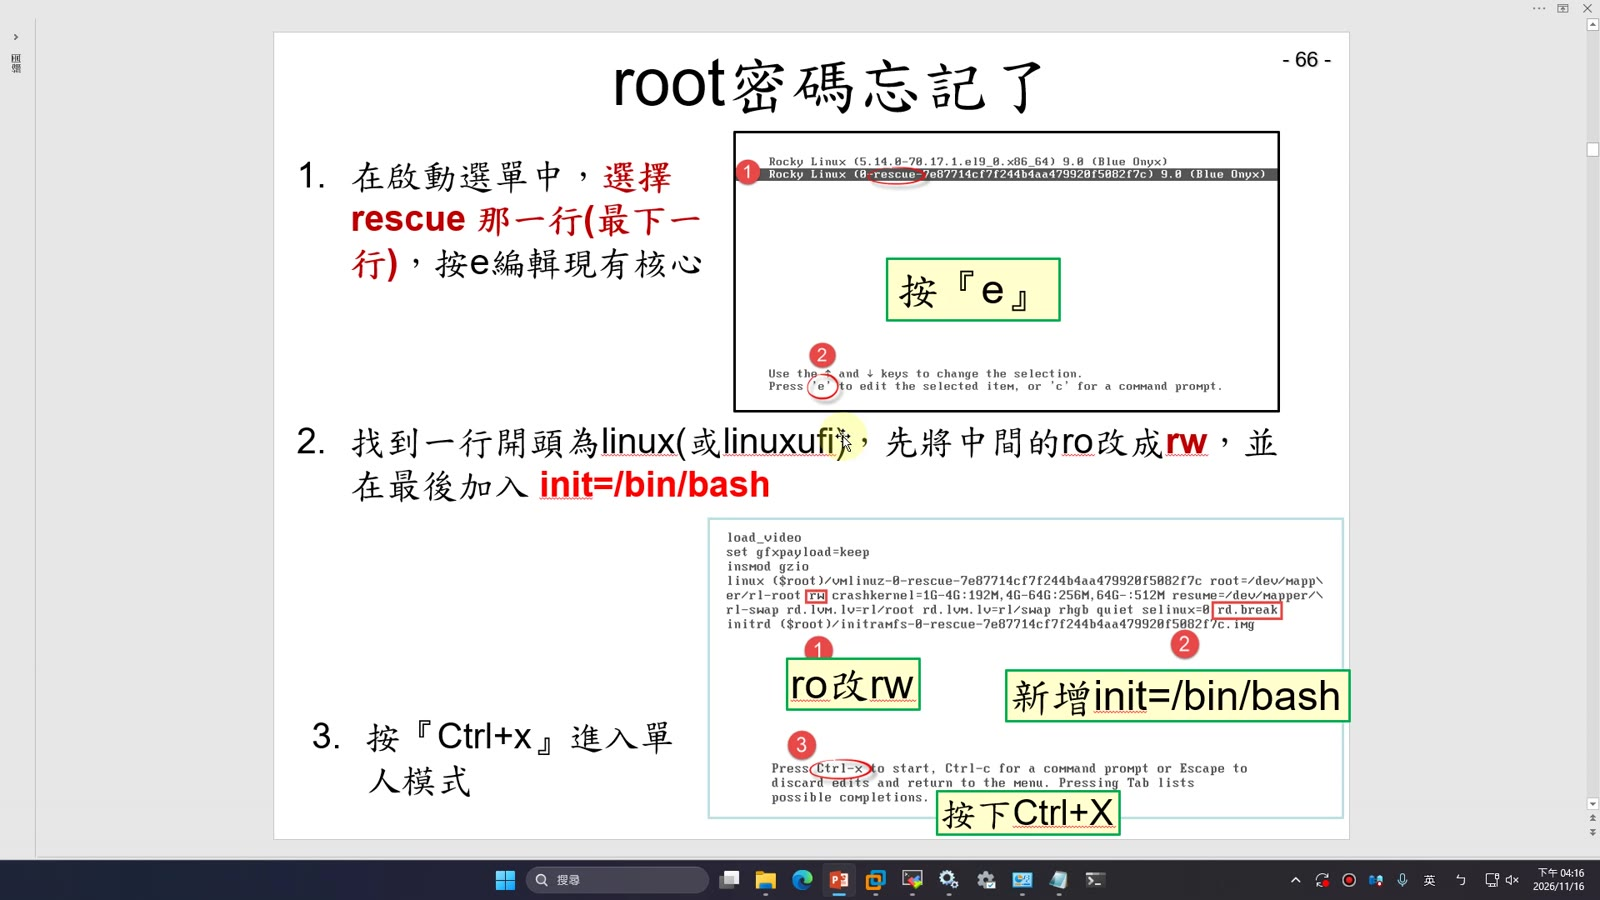 - 66 -
root密碼忘記了
1. 在啟動選單中，選擇
rescue 那一行(最下一
行)，按e編輯現有核心
Rocky Linux (5.14.0-70.17.1.el9_0.x86_64) 9.0 (Blue Onyx)
1
Rocky Linux (0-rescue-7e87714cf7f244b4aa479920f5082f7c) 9.0 (Blue Onyx)
按『e』
2
Use the ↑ and ↓ keys to change the selection.
Press 'e' to edit the selected item, or 'c' for a command prompt.
2. 找到一行開頭為linux(或linuxufi)，先將中間的ro改成rw，並
在最後加入 init=/bin/bash
load_video
set gfxpayload=keep
insmod gzio
linux ($root)/vmlinuz-0-rescue-7e87714cf7f244b4aa479920f5082f7c root=/dev/mapp\
er/rl-root rw crashkernel=1G-4G:192M,4G-64G:256M,64G-:512M resume=/dev/mapper/\
rl-swap rd.lvm.lv=rl/root rd.lvm.lv=rl/swap rhgb quiet selinux=0 rd.break
initrd ($root)/initramfs-0-rescue-7e87714cf7f244b4aa479920f5082f7c.img
1
2
ro改rw
新增init=/bin/bash
3. 按『Ctrl+x』進入單
人模式
3
Press Ctrl-x to start, Ctrl-c for a command prompt or Escape to
discard edits and return to the menu. Pressing Tab lists
possible completions.
按下Ctrl+X
搜尋
英
ㄅ
下午 04:16
2026/11/16